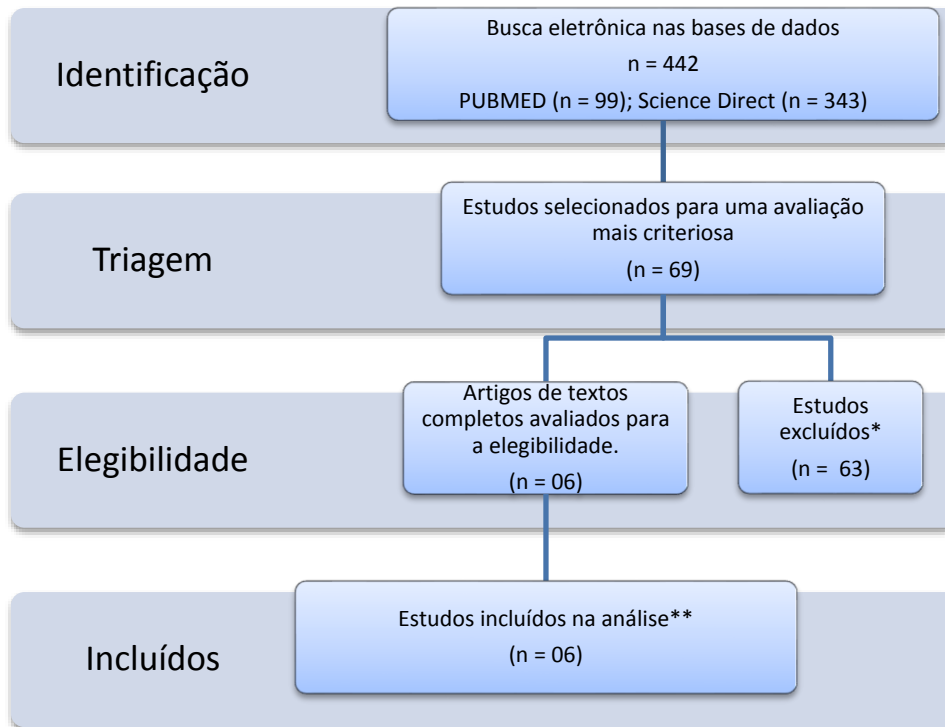 Identificação
Busca eletrônica nas bases de dados
n = 442
PUBMED (n = 99); Science Direct (n = 343)
Triagem
Estudos selecionados para uma avaliação
mais criteriosa
(n = 69)
Elegibilidade
Artigos de textos
completos avaliados para
a elegibilidade.
(n = 06)
Estudos
excluídos*
(n = 63)
Incluídos
Estudos incluídos na análise**
(n = 06)